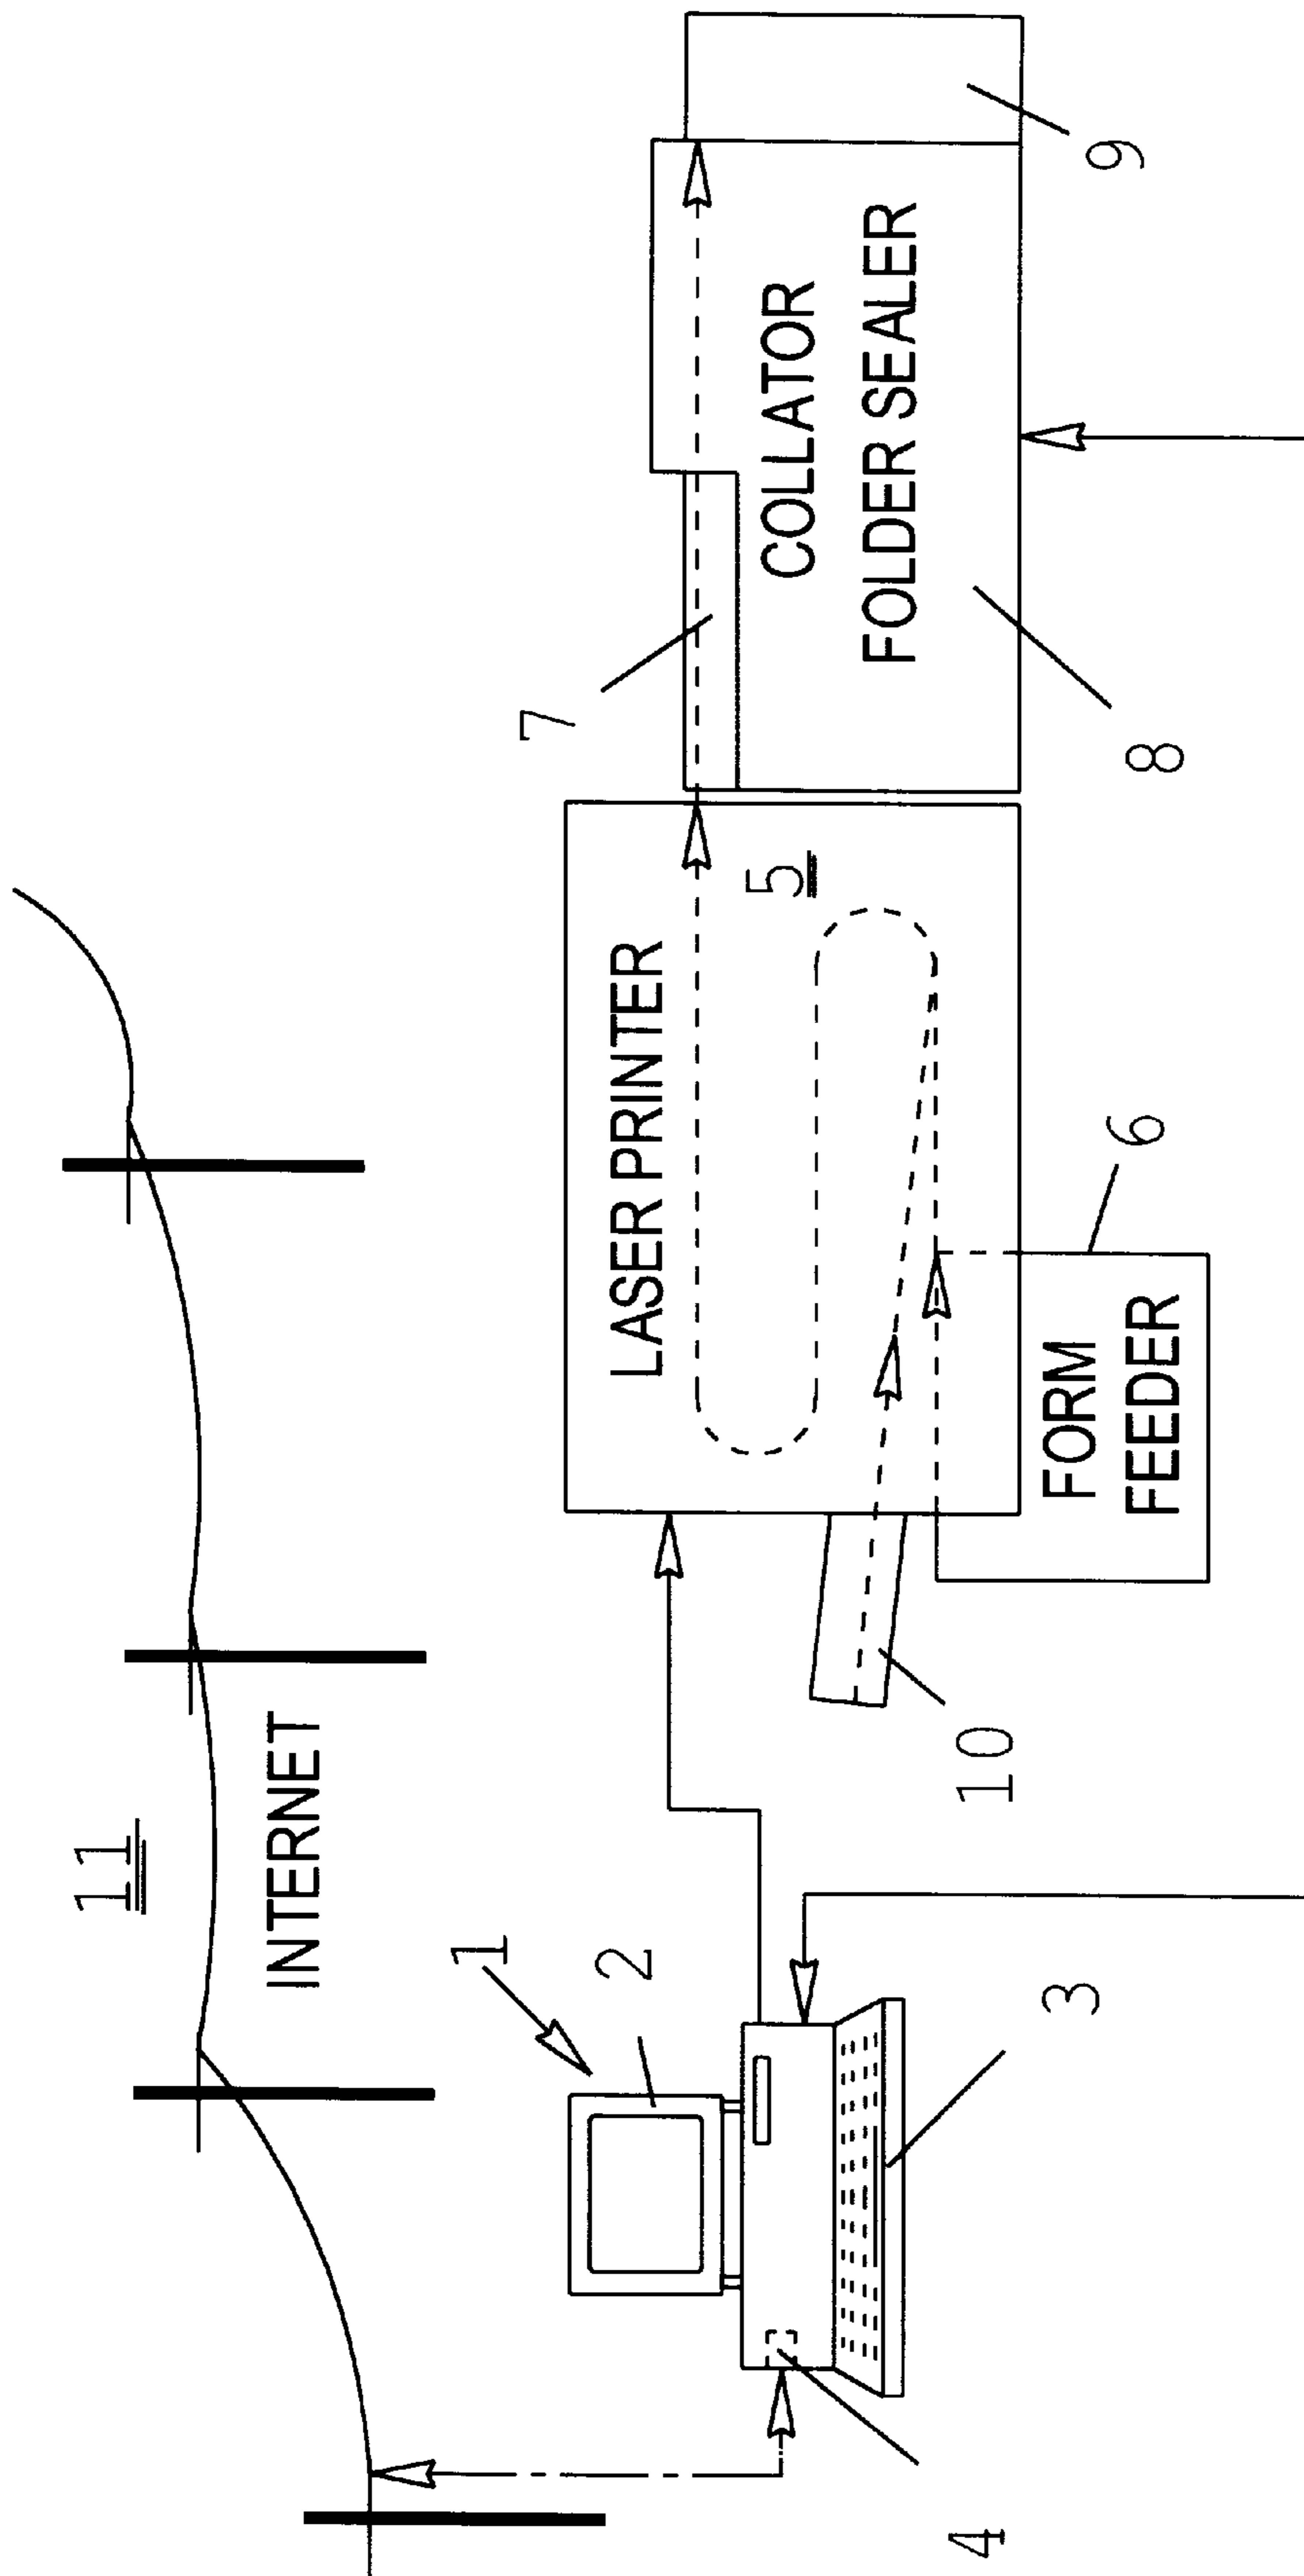 11
INTERNET
1
2
3
4
LASER PRINTER
5
10
FORM
FEEDER
6
7
COLLATOR
FOLDER SEALER
8
9